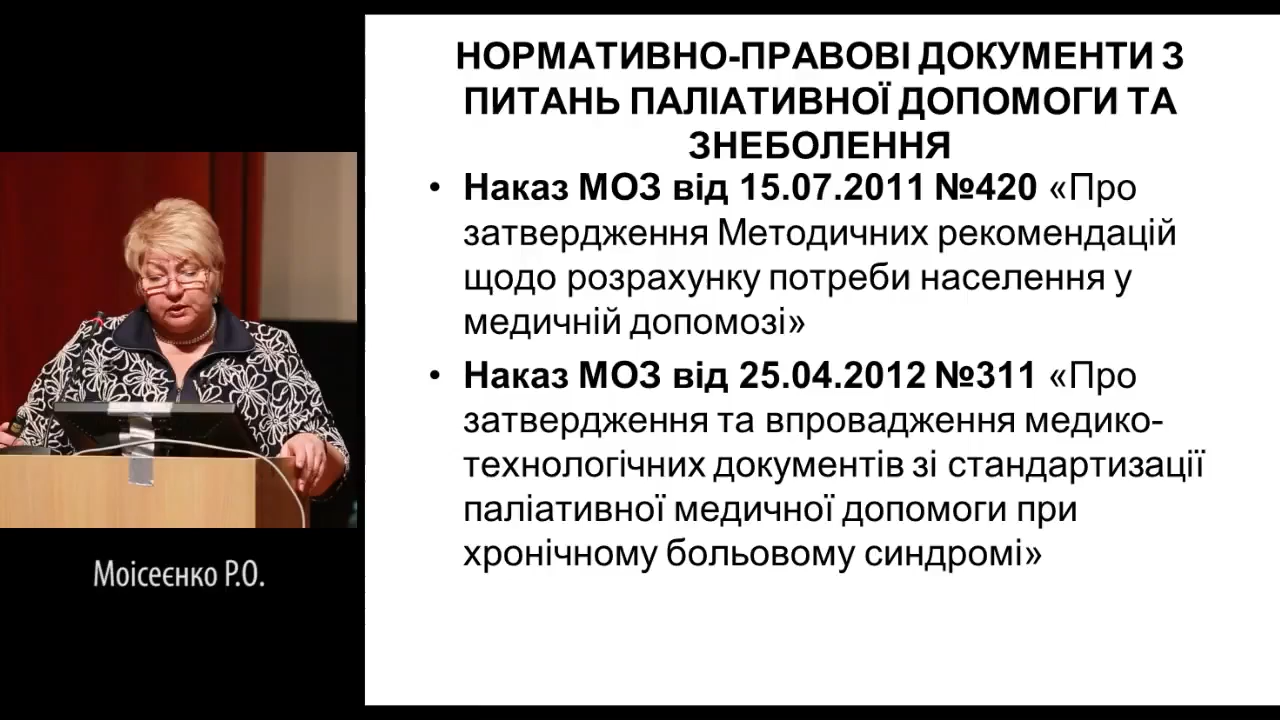 НОРМАТИВНО-ПРАВОВІ ДОКУМЕНТИ З
ПИТАНЬ ПАЛІАТИВНОЇ ДОПОМОГИ ТА
ЗНЕБОЛЕННЯ
• Наказ МОЗ від 15.07.2011 №420 «Про
затвердження Методичних рекомендацій
щодо розрахунку потреби населення у
медичній допомозі»
• Наказ МОЗ від 25.04.2012 №311 «Про
затвердження та впровадження медико-
технологічних документів зі стандартизації
паліативної медичної допомоги при
хронічному больовому синдромі»
Моісеєнко Р.О.